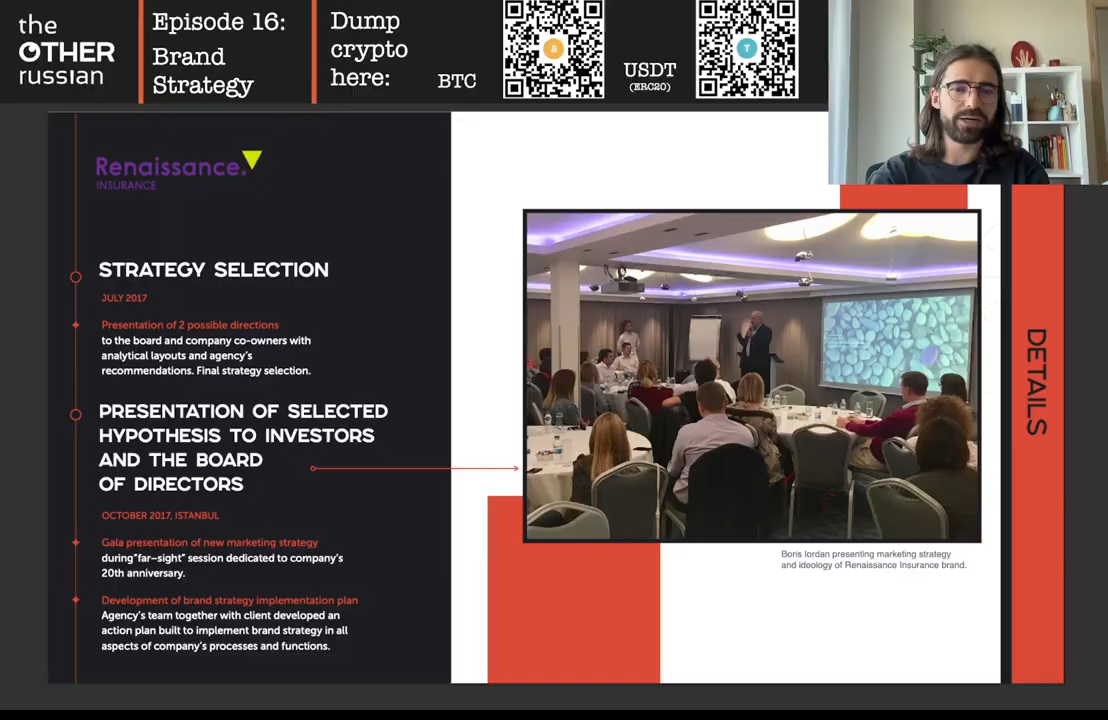 the
OTHER
russian
Episode 16:
Brand
Strategy
Dump
crypto
here:
BTC
USDT
(ERC20)
Renaissance.
INSURANCE
STRATEGY SELECTION
JULY 2017
Presentation of 2 possible directions
to the board and company co-owners with
analytical layouts and agency's
recommendations. Final strategy selection.
PRESENTATION OF SELECTED
HYPOTHESIS TO INVESTORS
AND THE BOARD
OF DIRECTORS
OCTOBER 2017, ISTANBUL
Gala presentation of new marketing strategy
during"far–sight" session dedicated to company's
20th anniversary.
Development of brand strategy implementation plan
Agency's team together with client developed an
action plan built to implement brand strategy in all
aspects of company's processes and functions.
Boris Iordan presenting marketing strategy
and ideology of Renaissance Insurance brand.
DETAILS